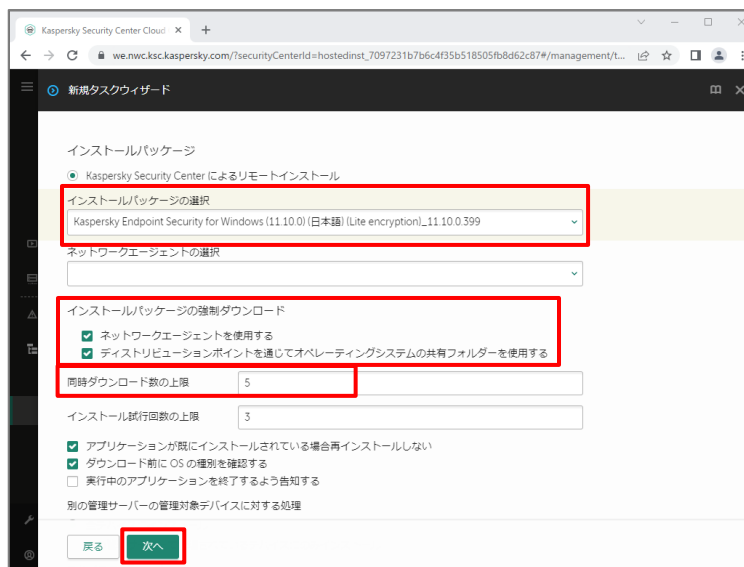 Kaspersky Security Center Cloud
we.nwc.ksc.kaspersky.com/?securityCenterId=hostedinst_7097231b7b6c4f35b518505fb8d62c87#/management/t...
新規タスクウィザード
インストールパッケージ
Kaspersky Security Center によるリモートインストール
インストールパッケージの選択
Kaspersky Endpoint Security for Windows (11.10.0) (日本語) (Lite encryption)_11.10.0.399
ネットワークエージェントの選択
インストールパッケージの強制ダウンロード
ネットワークエージェントを使用する
ディストリビューションポイントを通じてオペレーティングシステムの共有フォルダーを使用する
同時ダウンロード数の上限 5
インストール試行回数の上限 3
アプリケーションが既にインストールされている場合再インストールしない
ダウンロード前に OS の種別を確認する
実行中のアプリケーションを終了するよう告知する
別の管理サーバーの管理対象デバイスに対する処理
戻る 次へ